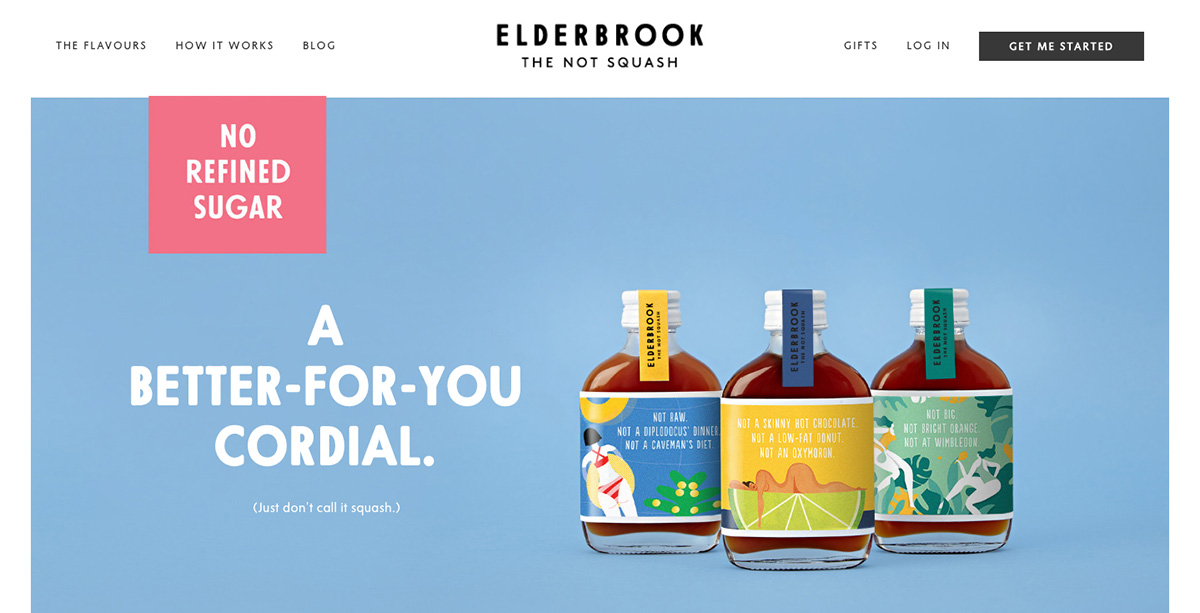 THE FLAVOURS
HOW IT WORKS
BLOG
ELDERBROOK
THE NOT SQUASH
GIFTS
LOG IN
GET ME STARTED
NO
REFINED
SUGAR
A
BETTER-FOR-YOU
CORDIAL.
(Just don't call it squash.)
ELDERBROOK
THE NOT SQUASH
NOT RAW.
NOT A DIPLODOCUS' DINNER.
NOT A CAVEMAN'S DIET.
ELDERBROOK
THE NOT SQUASH
NOT A SKINNY HOT CHOCOLATE.
NOT A LOW-FAT DONUT.
NOT AN OXYMORON.
ELDERBROOK
THE NOT SQUASH
NOT BIG.
NOT BRIGHT ORANGE.
NOT AT WIMBLEDON.